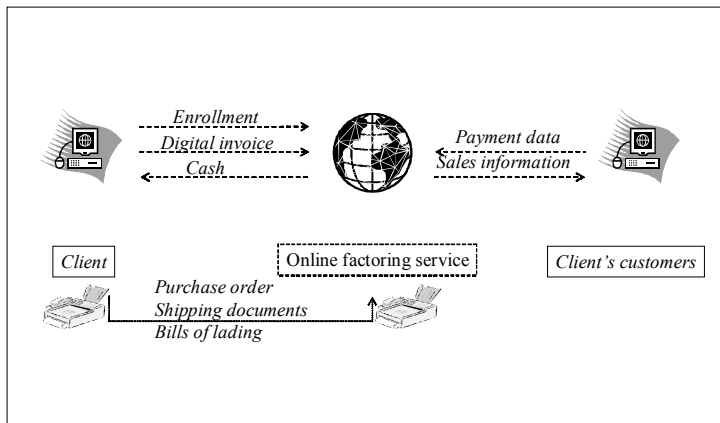 Enrollment
Digital invoice
Cash
Payment data
Sales information
Client
Online factoring service
Client’s customers
Purchase order
Shipping documents
Bills of lading